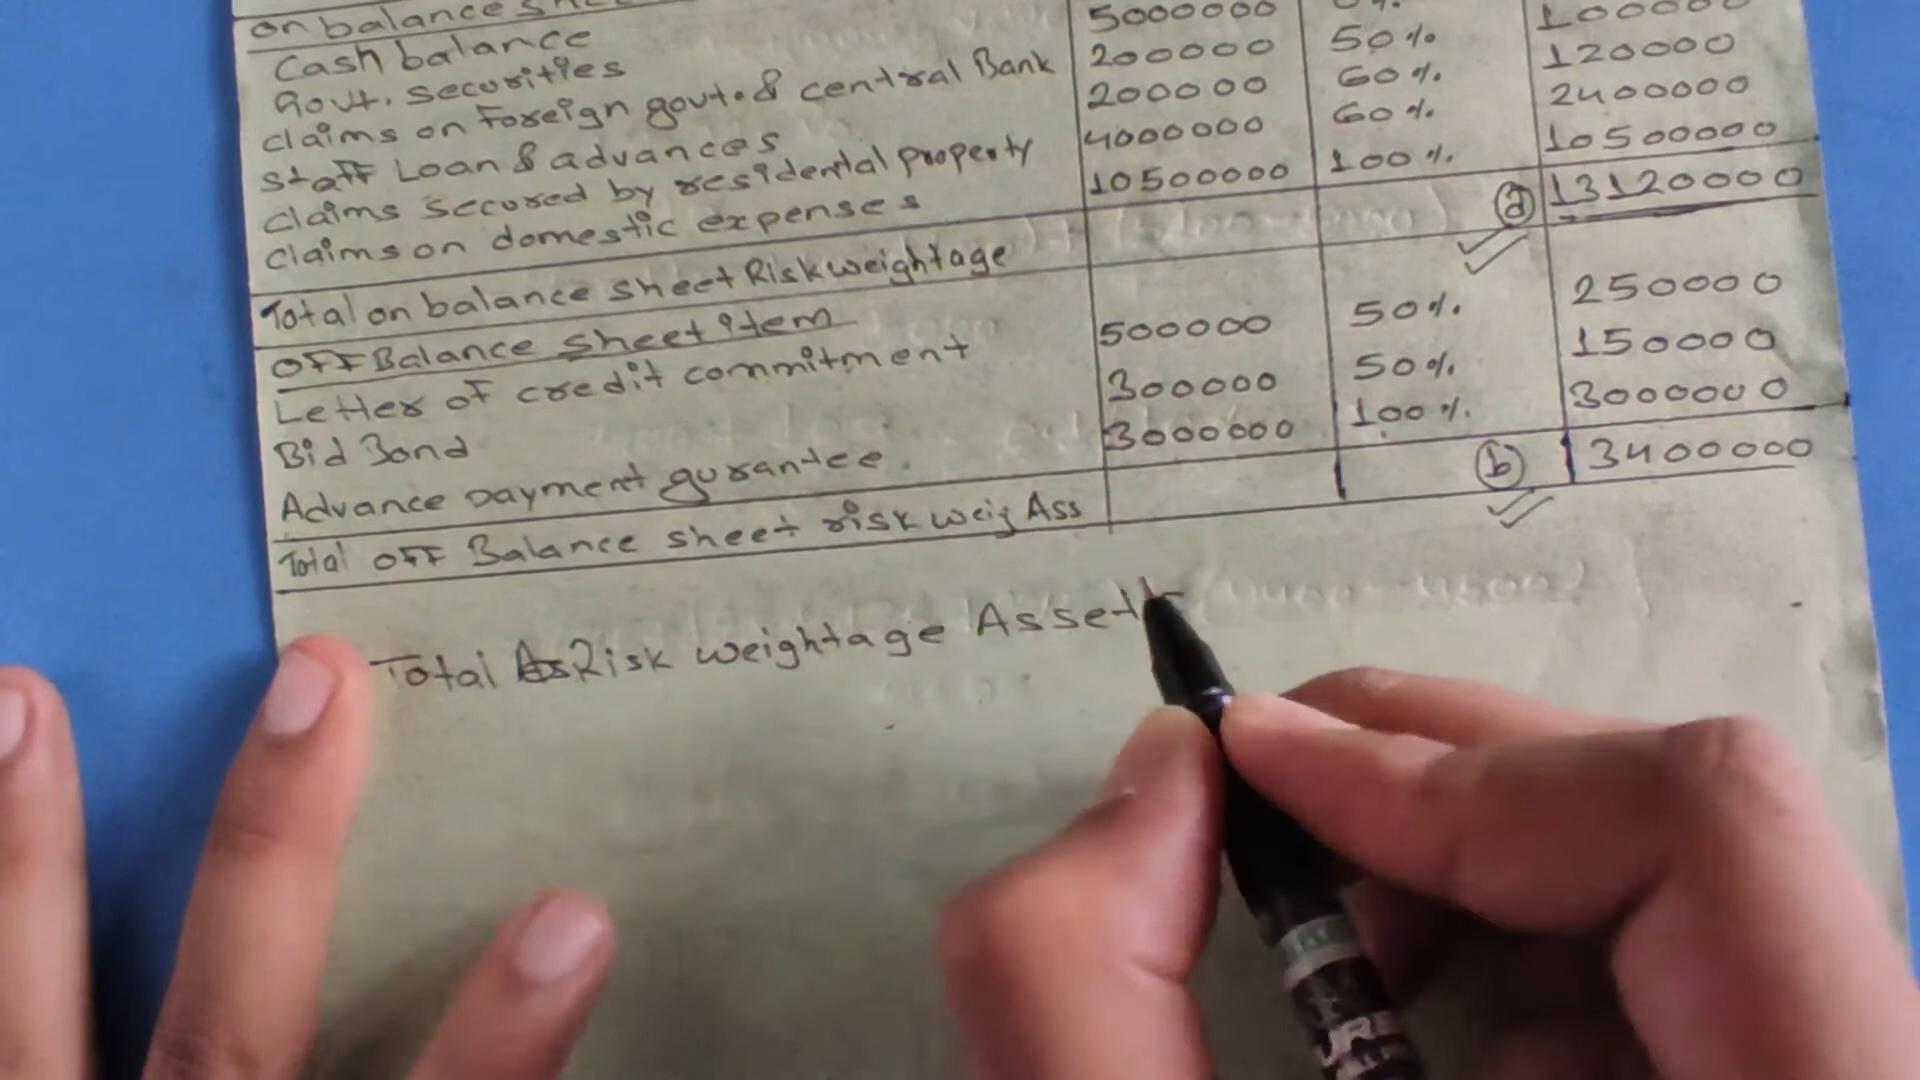 on balance
Cash balance 5000000
Govt. securities 200000 50% 100000
claims on Foreign govt. & central Bank 200000 60% 120000
staff Loan & advances 4000000 60% 2400000
claims secured by residental property 10500000 100% 10500000
claims on domestic expenses
Total on balance sheet Risk weightage (a) 13120000
OFF Balance sheet item
Letter of credit commitment 500000 50% 250000
Bid Bond 300000 50% 150000
Advance payment gurantee. 3000000 100% 3000000
Total OFF Balance sheet risk weig Ass (b) 3400000
Total Risk weightage Assets